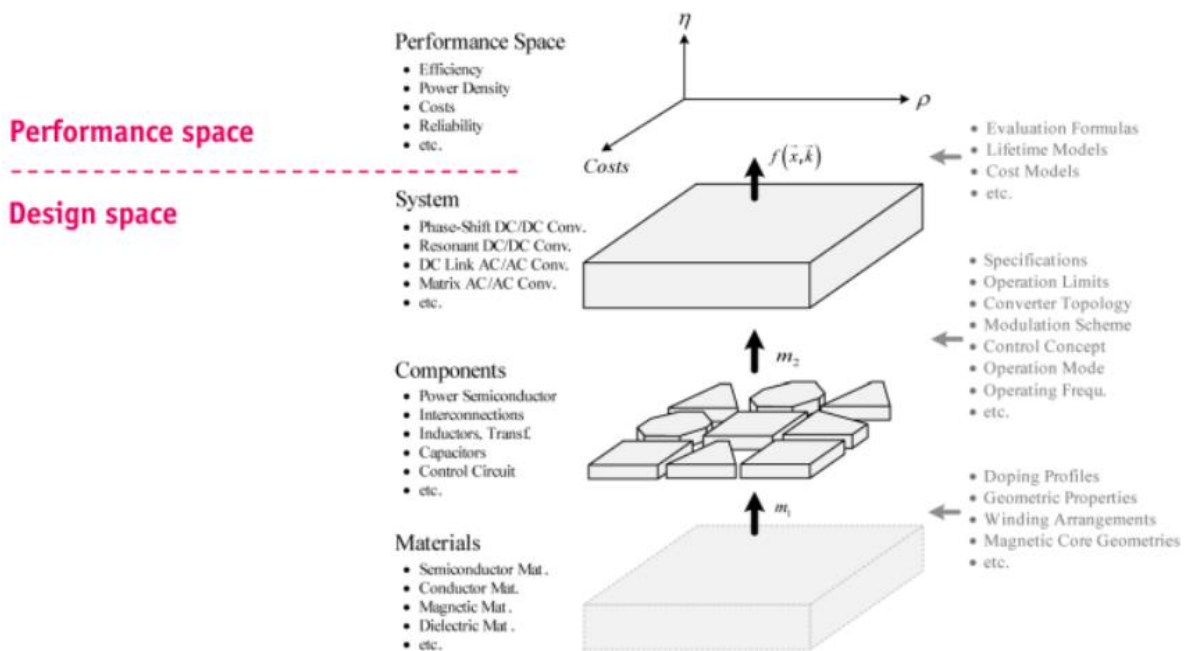 η
Performance Space
• Efficiency
• Power Density
• Costs
• Reliability
• etc.
ρ
Costs
Performance space
f(x⃗,k⃗)
• Evaluation Formulas
• Lifetime Models
• Cost Models
• etc.
Design space
System
• Phase-Shift DC/DC Conv.
• Resonant DC/DC Conv.
• DC Link AC/AC Conv.
• Matrix AC/AC Conv.
• etc.
• Specifications
• Operation Limits
• Converter Topology
• Modulation Scheme
• Control Concept
• Operation Mode
• Operating Frequ.
• etc.
m₂
Components
• Power Semiconductor
• Interconnections
• Inductors, Transf.
• Capacitors
• Control Circuit
• etc.
• Doping Profiles
• Geometric Properties
• Winding Arrangements
• Magnetic Core Geometries
• etc.
m₁
Materials
• Semiconductor Mat.
• Conductor Mat.
• Magnetic Mat.
• Dielectric Mat.
• etc.